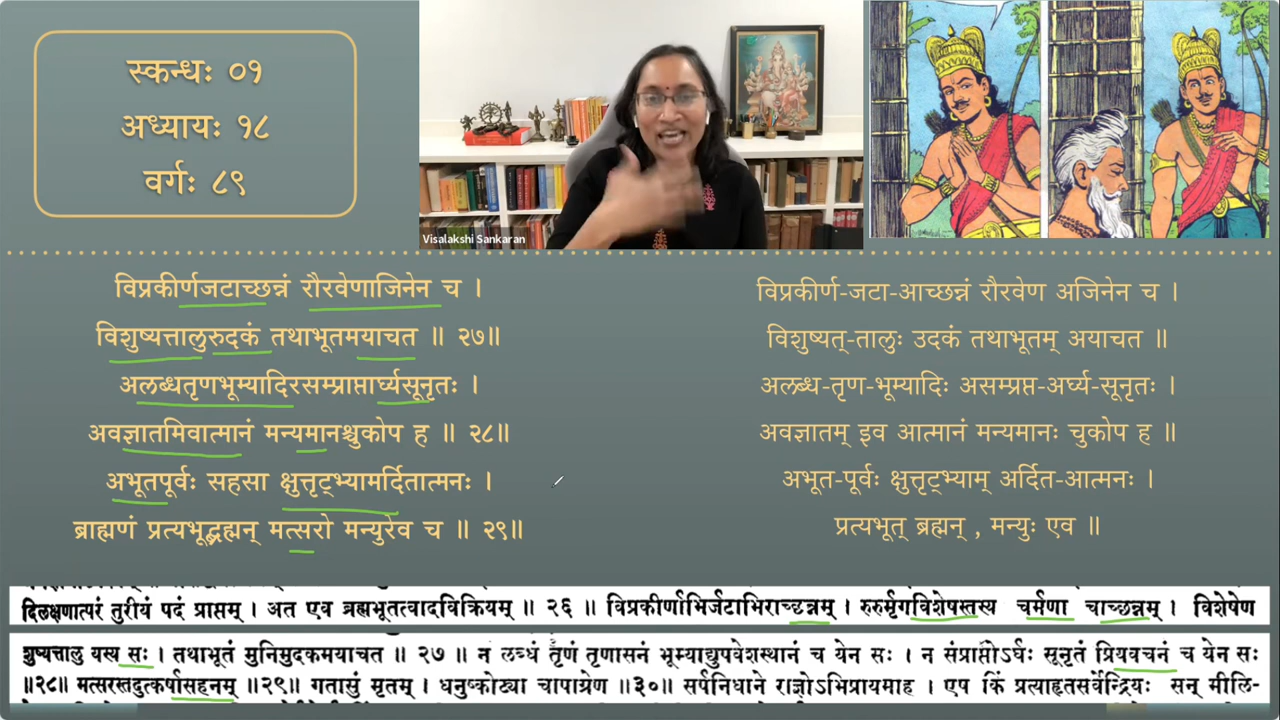 स्कन्धः ०१
अध्यायः १८
वर्गः ८९
Visalakshi Sankaran
विप्रकीर्णजटाच्छन्नं रौरवेणाजिनेन च ।
विशुष्यत्तालुरुदकं तथाभूतमयाचत ॥ २७॥
अलब्धतृणभूम्यादिरसम्प्राप्तार्घ्यसूनृतः ।
अवज्ञातमिवात्मानं मन्यमानश्चुकोप ह ॥ २८॥
अभूतपूर्वः सहसा क्षुत्तृट्भ्यामर्दितात्मनः ।
ब्राह्मणं प्रत्यभूद्ब्रह्मन् मत्सरो मन्युरेव च ॥ २९॥
विप्रकीर्ण-जटा-आच्छन्नं रौरवेण अजिनेन च ।
विशुष्यत्-तालुः उदकं तथाभूतम् अयाचत ॥
अलब्ध-तृण-भूम्यादिः असम्प्राप्त-अर्घ्य-सूनृतः ।
अवज्ञातम् इव आत्मानं मन्यमानः चुकोप ह ॥
अभूत-पूर्वः क्षुत्तृट्भ्याम् अर्दित-आत्मनः ।
प्रत्यभूत् ब्रह्मन् , मन्युः एव ॥
दिलक्षणात्परं तुरीयं पदं प्राप्तम् । अत एव ब्रह्मभूतत्वादविक्रियम् ॥ २६ ॥ विप्रकीर्णाभिर्जटाभिराच्छन्नम् । रुरुर्मृगविशेषस्तस्य चर्मणा चाच्छन्नम् । विशेषेण
शुष्यत्तालु यस्य सः । तथाभूतं मुनिमुदकमयाचत ॥ २७ ॥ न लब्धं तृणं तृणासनं भूम्याद्युपवेशस्थानं च येन सः । न संप्राप्तोऽर्घः सूनृतं प्रियवचनं च येन सः
॥२८॥ मत्सरस्तदुत्कर्षासहनम् ॥२९॥ गतासुं मृतम् । धनुष्कोट्या चापाग्रेण ॥३०॥ सर्पनिधाने राज्ञोऽभिप्रायमाह । एष किं प्रत्याहृतसर्वेन्द्रियः सन् मीलि-